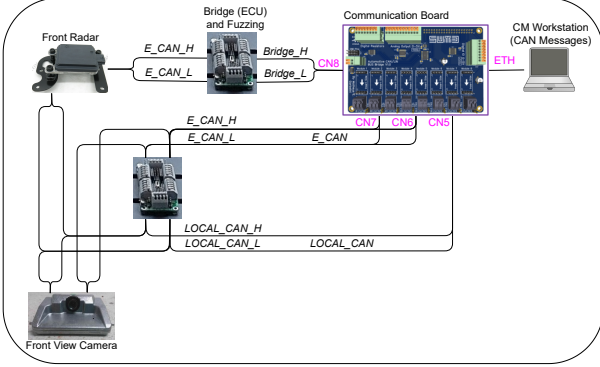 Bridge (ECU)
and Fuzzing
Communication Board
CM Workstation
(CAN Messages)
Front Radar
E_CAN_H
Bridge_H
E_CAN_L
Bridge_L
CN8
ETH
CN7
CN6
CN5
E_CAN_H
E_CAN_L
E_CAN
LOCAL_CAN_H
LOCAL_CAN_L
LOCAL_CAN
Front View Camera